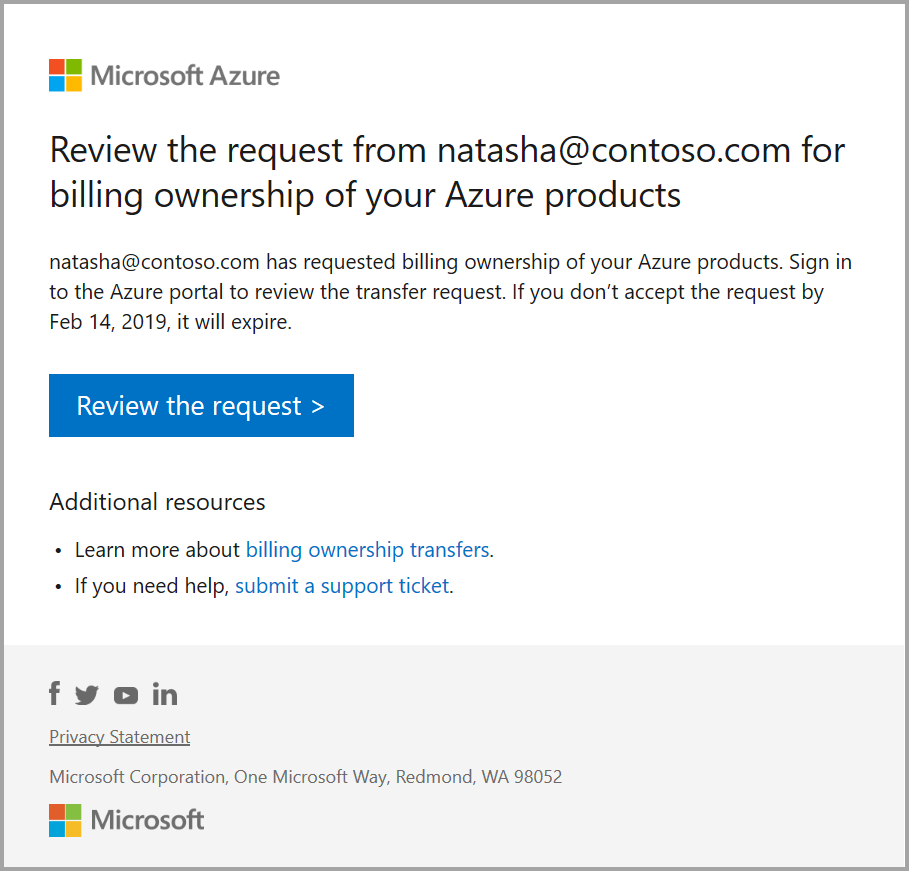 Microsoft Azure
Review the request from natasha@contoso.com for
billing ownership of your Azure products
natasha@contoso.com has requested billing ownership of your Azure products. Sign in
to the Azure portal to review the transfer request. If you don’t accept the request by
Feb 14, 2019, it will expire.
Review the request >
Additional resources
• Learn more about billing ownership transfers.
• If you need help, submit a support ticket.
Privacy Statement
Microsoft Corporation, One Microsoft Way, Redmond, WA 98052
Microsoft